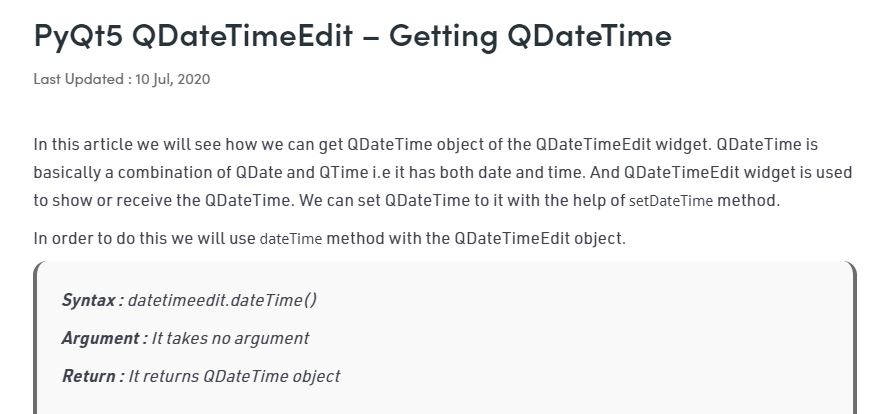 PyQt5 QDateTimeEdit – Getting QDateTime
Last Updated : 10 Jul, 2020
In this article we will see how we can get QDateTime object of the QDateTimeEdit widget. QDateTime is
basically a combination of QDate and QTime i.e it has both date and time. And QDateTimeEdit widget is used
to show or receive the QDateTime. We can set QDateTime to it with the help of setDateTime method.
In order to do this we will use dateTime method with the QDateTimeEdit object.
Syntax : datetimeedit.dateTime()
Argument : It takes no argument
Return : It returns QDateTime object